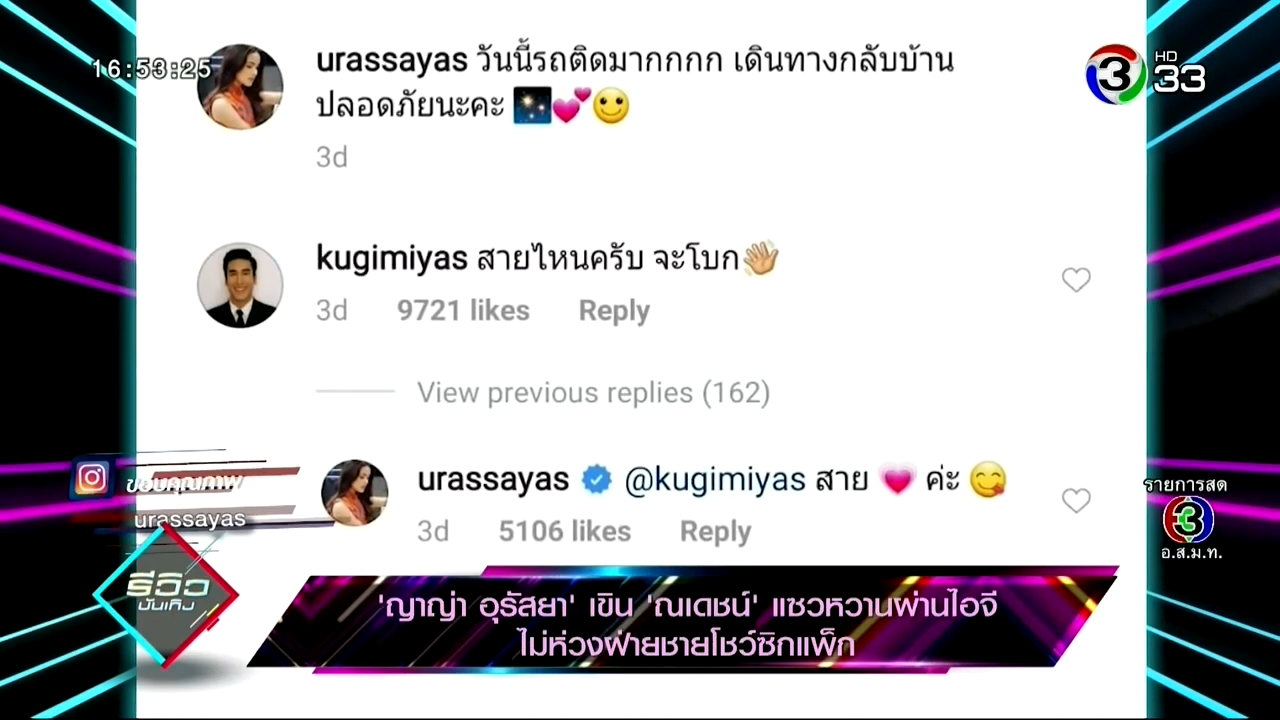 16:53:25
urassayas วันนี้รถติดมากกกก เดินทางกลับบ้าน
ปลอดภัยนะคะ 🎇💕🙂
3d
3 HD 33
kugimiyas สายไหนครับ จะโบก👋🏼
3d 9721 likes Reply
View previous replies (162)
urassayas @kugimiyas สาย 💗 ค่ะ 😋
3d 5106 likes Reply
ขอบคุณภาพ
urassayas
รายการสด
3
อ.ส.ม.ท.
รีวิว
บันเทิง
'ญาญ่า อุรัสยา' เขิน 'ณเดชน์' แซวหวานผ่านไอจี
ไม่ห่วงฝ่ายชายโชว์ซิกแพ็ก